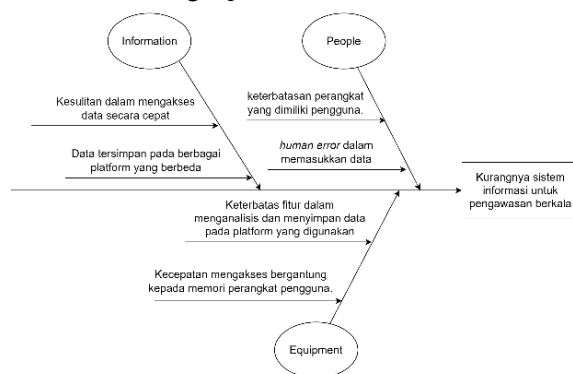 Information
People
Kesulitan dalam mengakses
data secara cepat
keterbatasan perangkat
yang dimiliki pengguna.
Data tersimpan pada berbagai
platform yang berbeda
human error dalam
memasukkan data
Kurangnya sistem
informasi untuk
pengawasan berkala
Keterbatas fitur dalam
menganalisis dan menyimpan data
pada platform yang digunakan
Kecepatan mengakses bergantung
kepada memori perangkat pengguna.
Equipment